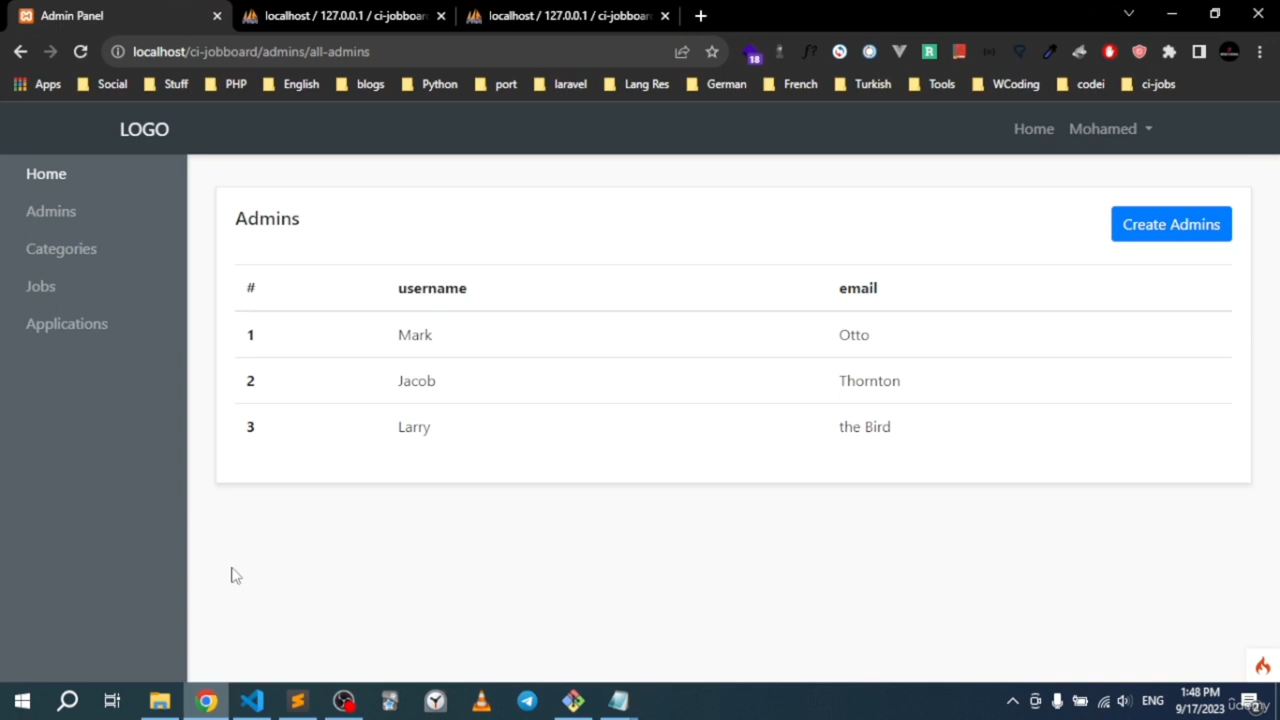 Admin Panel
localhost / 127.0.0.1 / ci-jobboar
localhost / 127.0.0.1 / ci-jobboar
localhost/ci-jobboard/admins/all-admins
18
Apps Social Stuff PHP English blogs Python port laravel Lang Res German French Turkish Tools WCoding codei ci-jobs
LOGO
Home Mohamed
Home
Admins
Categories
Jobs
Applications
Admins
Create Admins
# username email
1 Mark Otto
2 Jacob Thornton
3 Larry the Bird
ENG
1:48 PM
9/17/2023
2
udemy